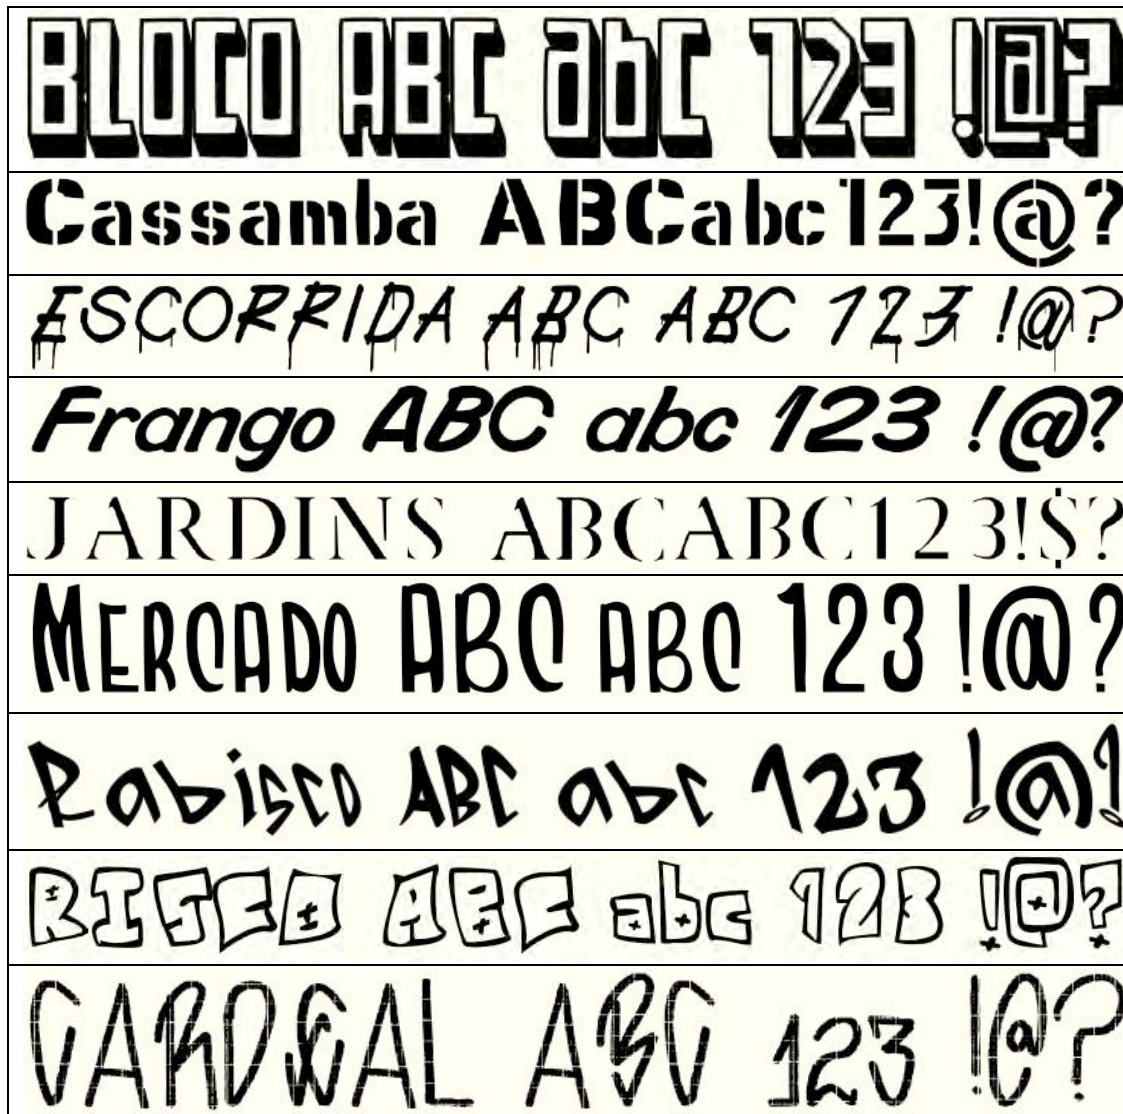 BLOCO ABC abc 123 !@?
Cassamba ABCabc123!@?
ESCORRIDA ABC ABC 123 !@?
Frango ABC abc 123 !@?
JARDINS ABCABC123!$?
MERCADO ABC ABC 123 !@?
Rabisco ABC abc 123 !@?
RISCO ABC abc 123 !@?
CARDEAL ABC 123 !@?